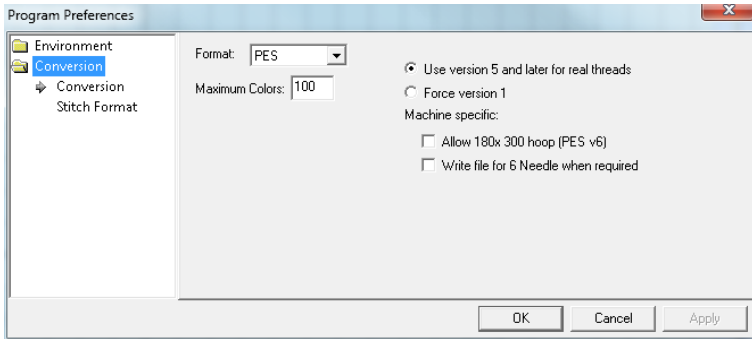 Program Preferences
Environment
Conversion
Conversion
Stitch Format
Format: PES
Maximum Colors: 100
Use version 5 and later for real threads
Force version 1
Machine specific:
Allow 180x 300 hoop (PES v6)
Write file for 6 Needle when required
OK Cancel Apply